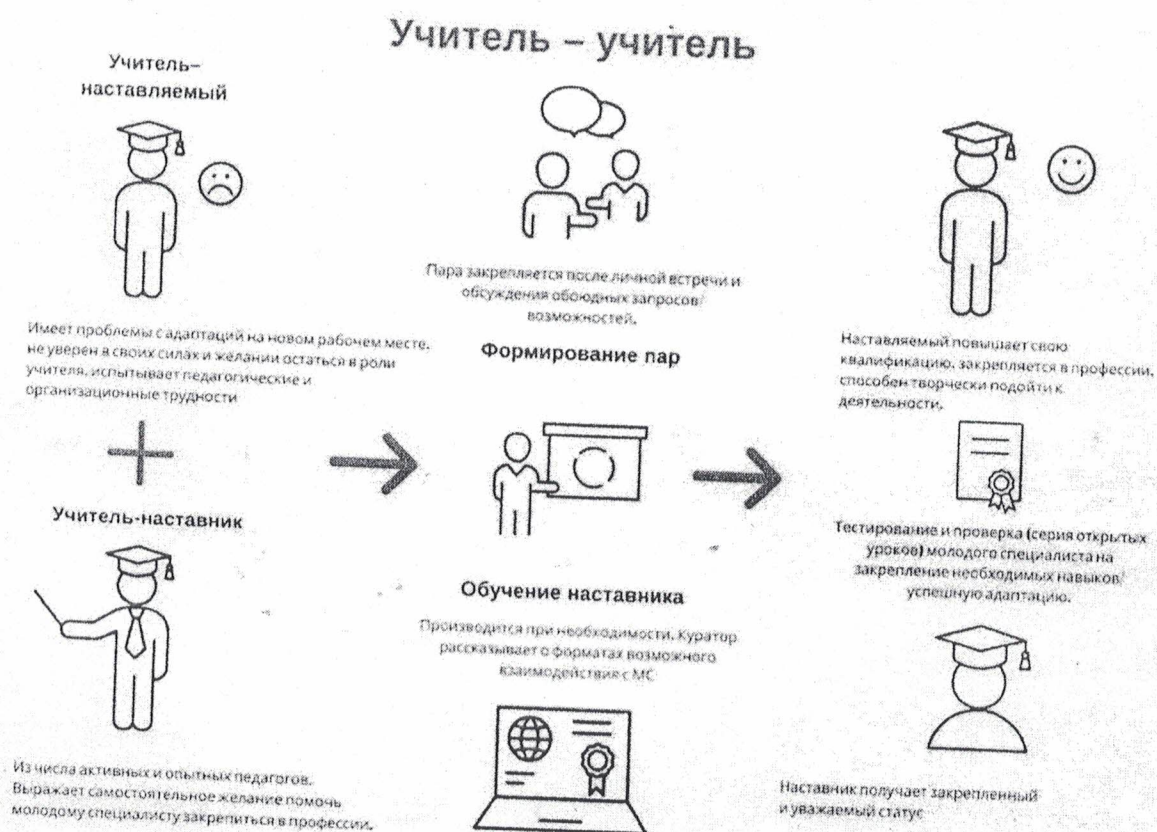 Учитель – учитель
Учитель–
наставляемый
Имеет проблемы с адаптаций на новом рабочем месте,
не уверен в своих силах и желании остаться в роли
учителя, испытывает педагогические и
организационные трудности
Учитель-наставник
Из числа активных и опытных педагогов.
Выражает самостоятельное желание помочь
молодому специалисту закрепиться в профессии.
Пара закрепляется после личной встречи и
обсуждения обоюдных запросов/
возможностей.
Формирование пар
Обучение наставника
Производится при необходимости. Куратор
рассказывает о форматах возможного
взаимодействия с МС
Наставляемый повышает свою
квалификацию, закрепляется в профессии,
способен творчески подойти к
деятельности.
Тестирование и проверка (серия открытых
уроков) молодого специалиста на
закрепление необходимых навыков/
успешную адаптацию.
Наставник получает закрепленный
и уважаемый статус